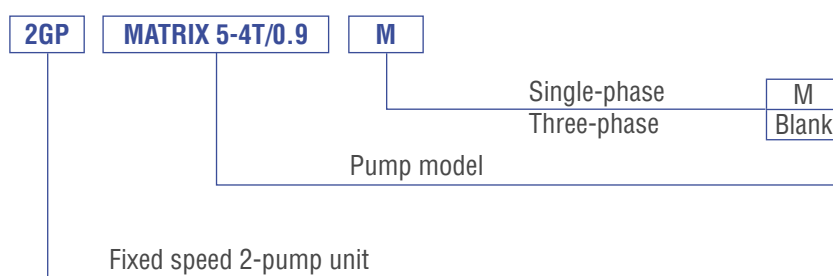 2GP MATRIX 5-4T/0.9 M
Single-phase M
Three-phase Blank
Pump model
Fixed speed 2-pump unit